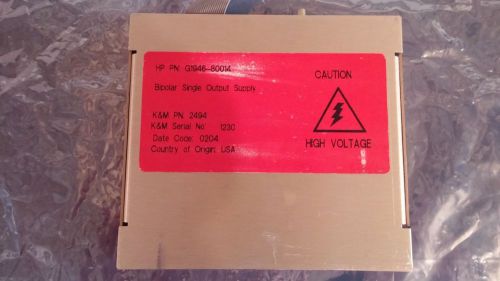 HP PN: G1946-80014
Bipolar Single Output Supply
K&M PN: 2494
K&M Serial No: 1230
Date Code: 0204
Country of Origin: USA
CAUTION
HIGH VOLTAGE